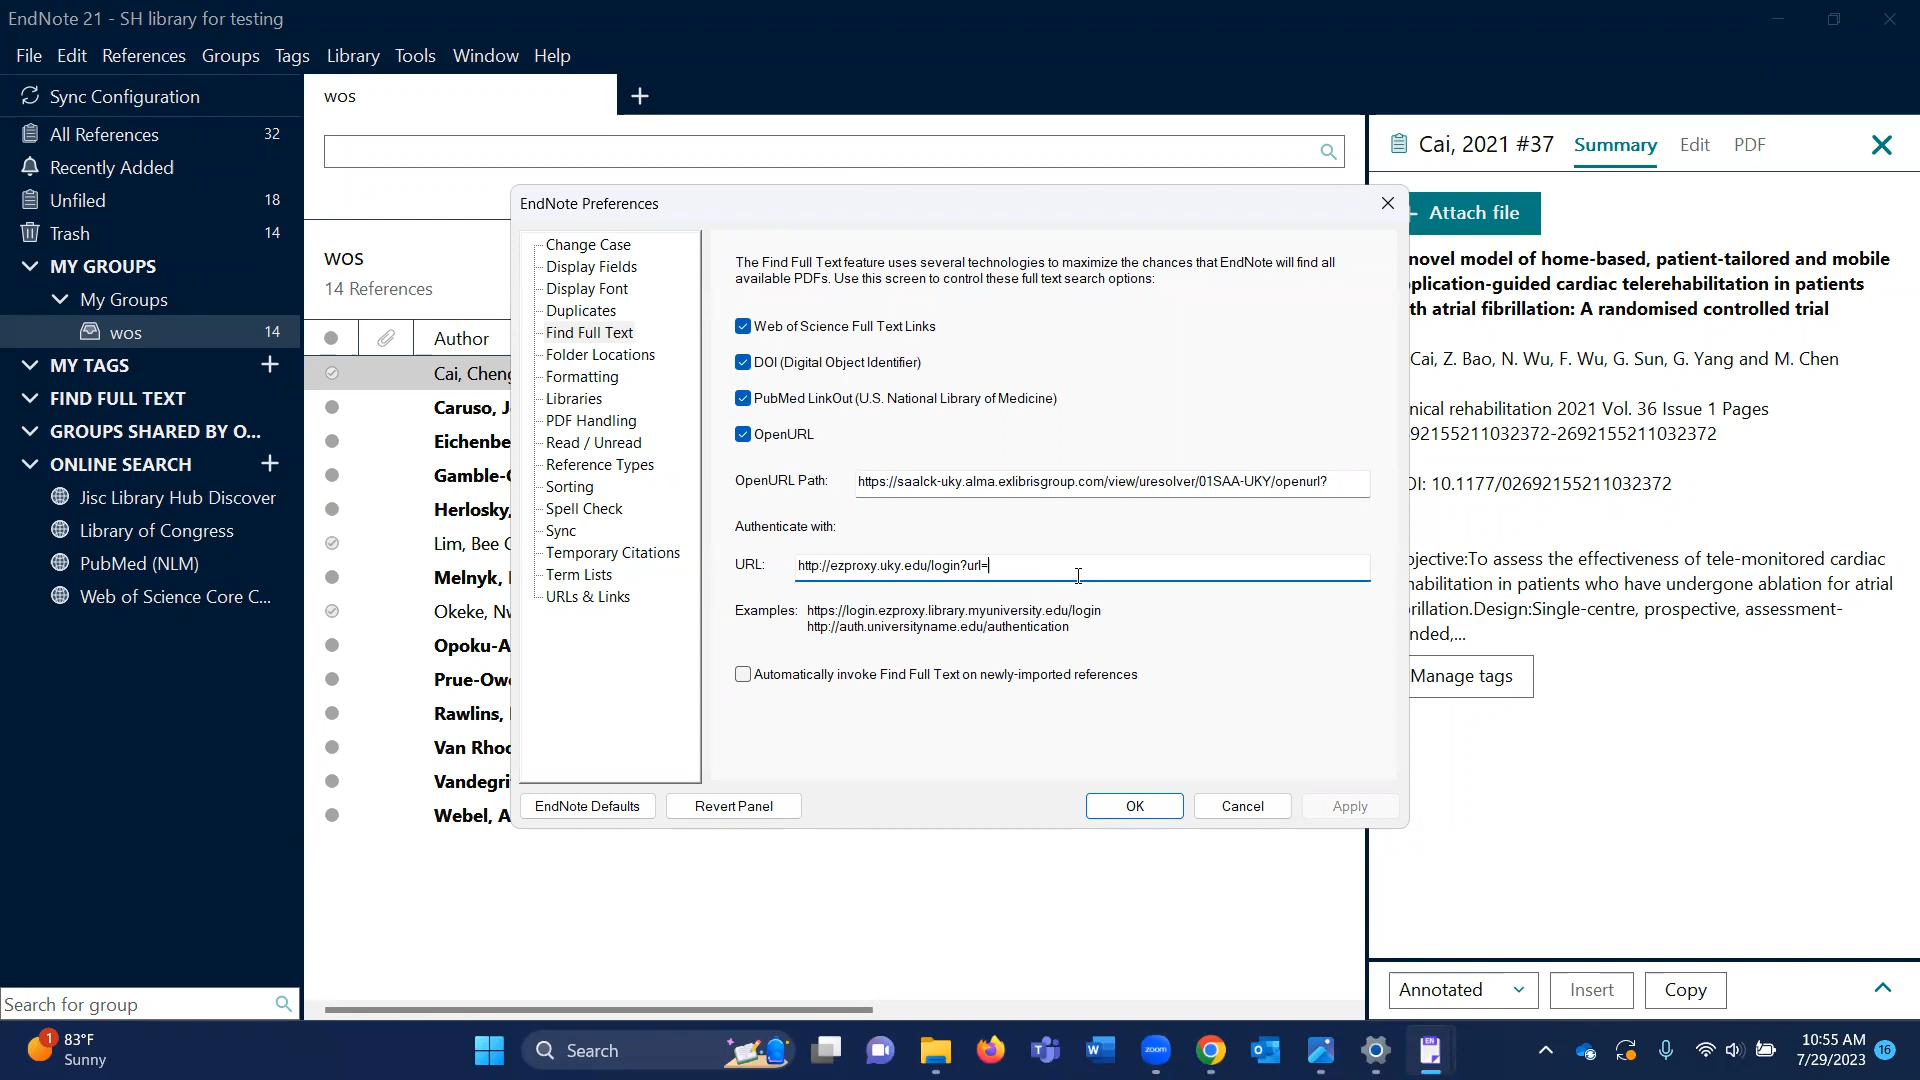 EndNote 21 - SH library for testing
File Edit References Groups Tags Library Tools Window Help
Sync Configuration
All References 32
Recently Added
Unfiled 18
Trash 14
MY GROUPS
My Groups
wos 14
MY TAGS
FIND FULL TEXT
GROUPS SHARED BY O...
ONLINE SEARCH
Jisc Library Hub Discover
Library of Congress
PubMed (NLM)
Web of Science Core C...
Search for group
wos
wos
14 References
Author
Cai, Cheng
Caruso, J
Eichenbe
Gamble-
Herlosky,
Lim, Bee
Melnyk,
Okeke, Nw
Opoku-A
Prue-Owe
Rawlins,
Van Rhoo
Vandegri
Webel, A
EndNote Preferences
Change Case
Display Fields
Display Font
Duplicates
Find Full Text
Folder Locations
Formatting
Libraries
PDF Handling
Read / Unread
Reference Types
Sorting
Spell Check
Sync
Temporary Citations
Term Lists
URLs & Links
The Find Full Text feature uses several technologies to maximize the chances that EndNote will find all
available PDFs. Use this screen to control these full text search options:
Web of Science Full Text Links
DOI (Digital Object Identifier)
PubMed LinkOut (U.S. National Library of Medicine)
OpenURL
OpenURL Path: https://saalck-uky.alma.exlibrisgroup.com/view/uresolver/01SAA-UKY/openurl?
Authenticate with:
URL: http://ezproxy.uky.edu/login?url=
Examples: https://login.ezproxy.library.myuniversity.edu/login
http://auth.universityname.edu/authentication
Automatically invoke Find Full Text on newly-imported references
EndNote Defaults Revert Panel OK Cancel Apply
Cai, 2021 #37 Summary Edit PDF
Attach file
novel model of home-based, patient-tailored and mobile
plication-guided cardiac telerehabilitation in patients
th atrial fibrillation: A randomised controlled trial
Cai, Z. Bao, N. Wu, F. Wu, G. Sun, G. Yang and M. Chen
nical rehabilitation 2021 Vol. 36 Issue 1 Pages
92155211032372-2692155211032372
OI: 10.1177/02692155211032372
bjective:To assess the effectiveness of tele-monitored cardiac
habilitation in patients who have undergone ablation for atrial
rillation.Design:Single-centre, prospective, assessment-
nded,...
Manage tags
Annotated Insert Copy
83°F
Sunny
1
Search
zoom
EN
10:55 AM
7/29/2023
16